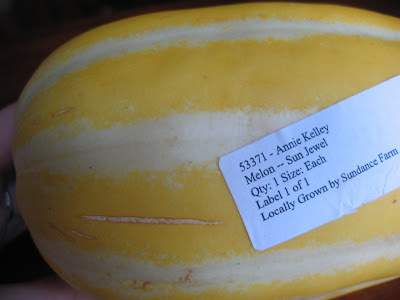 53371 - Annie Kelley
Melon -- Sun Jewel
Qty: 1 Size: Each
Label 1 of 1
Locally Grown by Sundance Farm